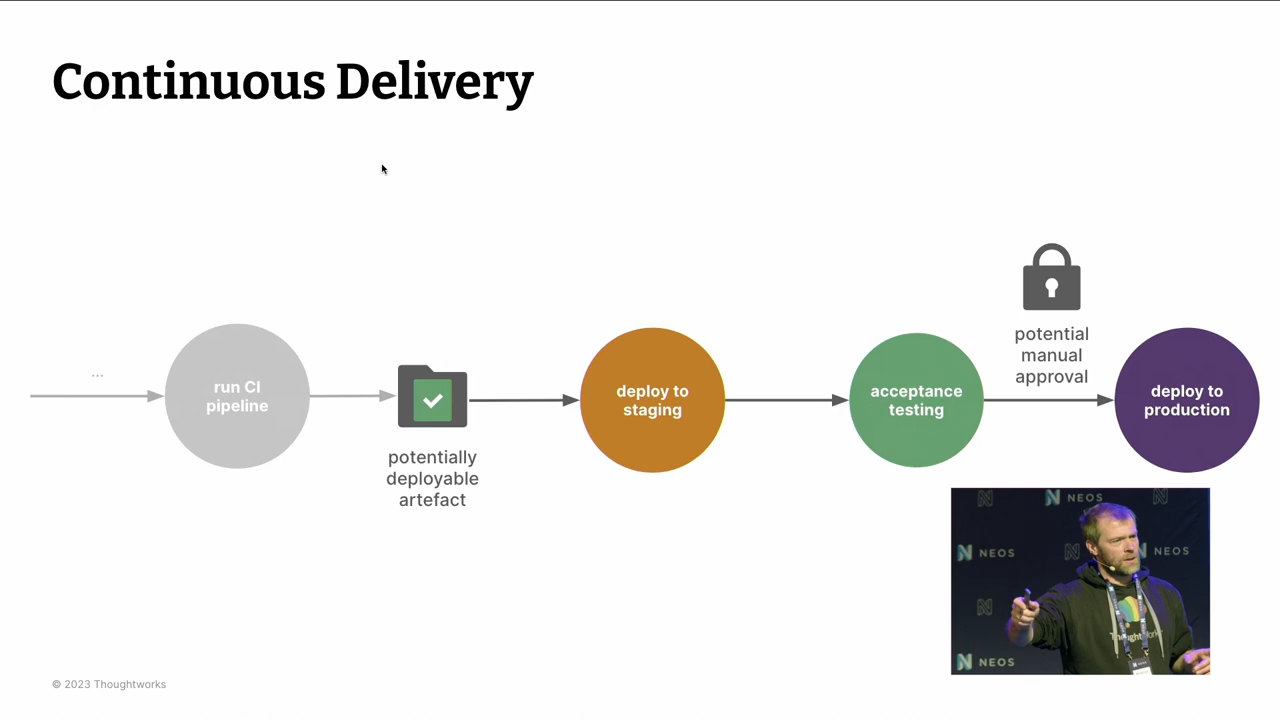 Continuous Delivery
...
run CI
pipeline
potentially
deployable
artefact
deploy to
staging
acceptance
testing
potential
manual
approval
deploy to
production
NEOS
NEOS
NEOS
NEOS
ThoughtWorks
© 2023 Thoughtworks